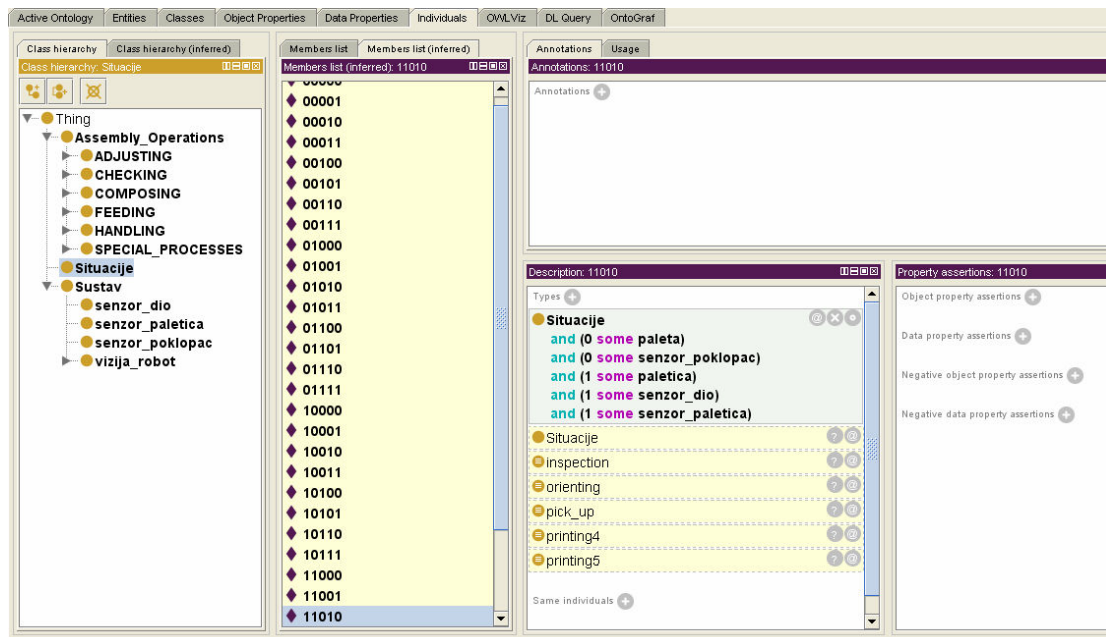 Active Ontology Entities Classes Object Properties Data Properties Individuals OWLViz DL Query OntoGraf
Class hierarchy Class hierarchy (inferred)
Class hierarchy: Situacije
Thing
Assembly_Operations
ADJUSTING
CHECKING
COMPOSING
FEEDING
HANDLING
SPECIAL_PROCESSES
Situacije
Sustav
senzor_dio
senzor_paletica
senzor_poklopac
vizija_robot
Members list Members list (inferred)
Members list (inferred): 11010
00000
00001
00010
00011
00100
00101
00110
00111
01000
01001
01010
01011
01100
01101
01110
01111
10000
10001
10010
10011
10100
10101
10110
10111
11000
11001
11010
Annotations Usage
Annotations: 11010
Annotations
Description: 11010
Types
Situacije
and (0 some paleta)
and (0 some senzor_poklopac)
and (1 some paletica)
and (1 some senzor_dio)
and (1 some senzor_paletica)
Situacije
inspection
orienting
pick_up
printing4
printing5
Same individuals
Property assertions: 11010
Object property assertions
Data property assertions
Negative object property assertions
Negative data property assertions